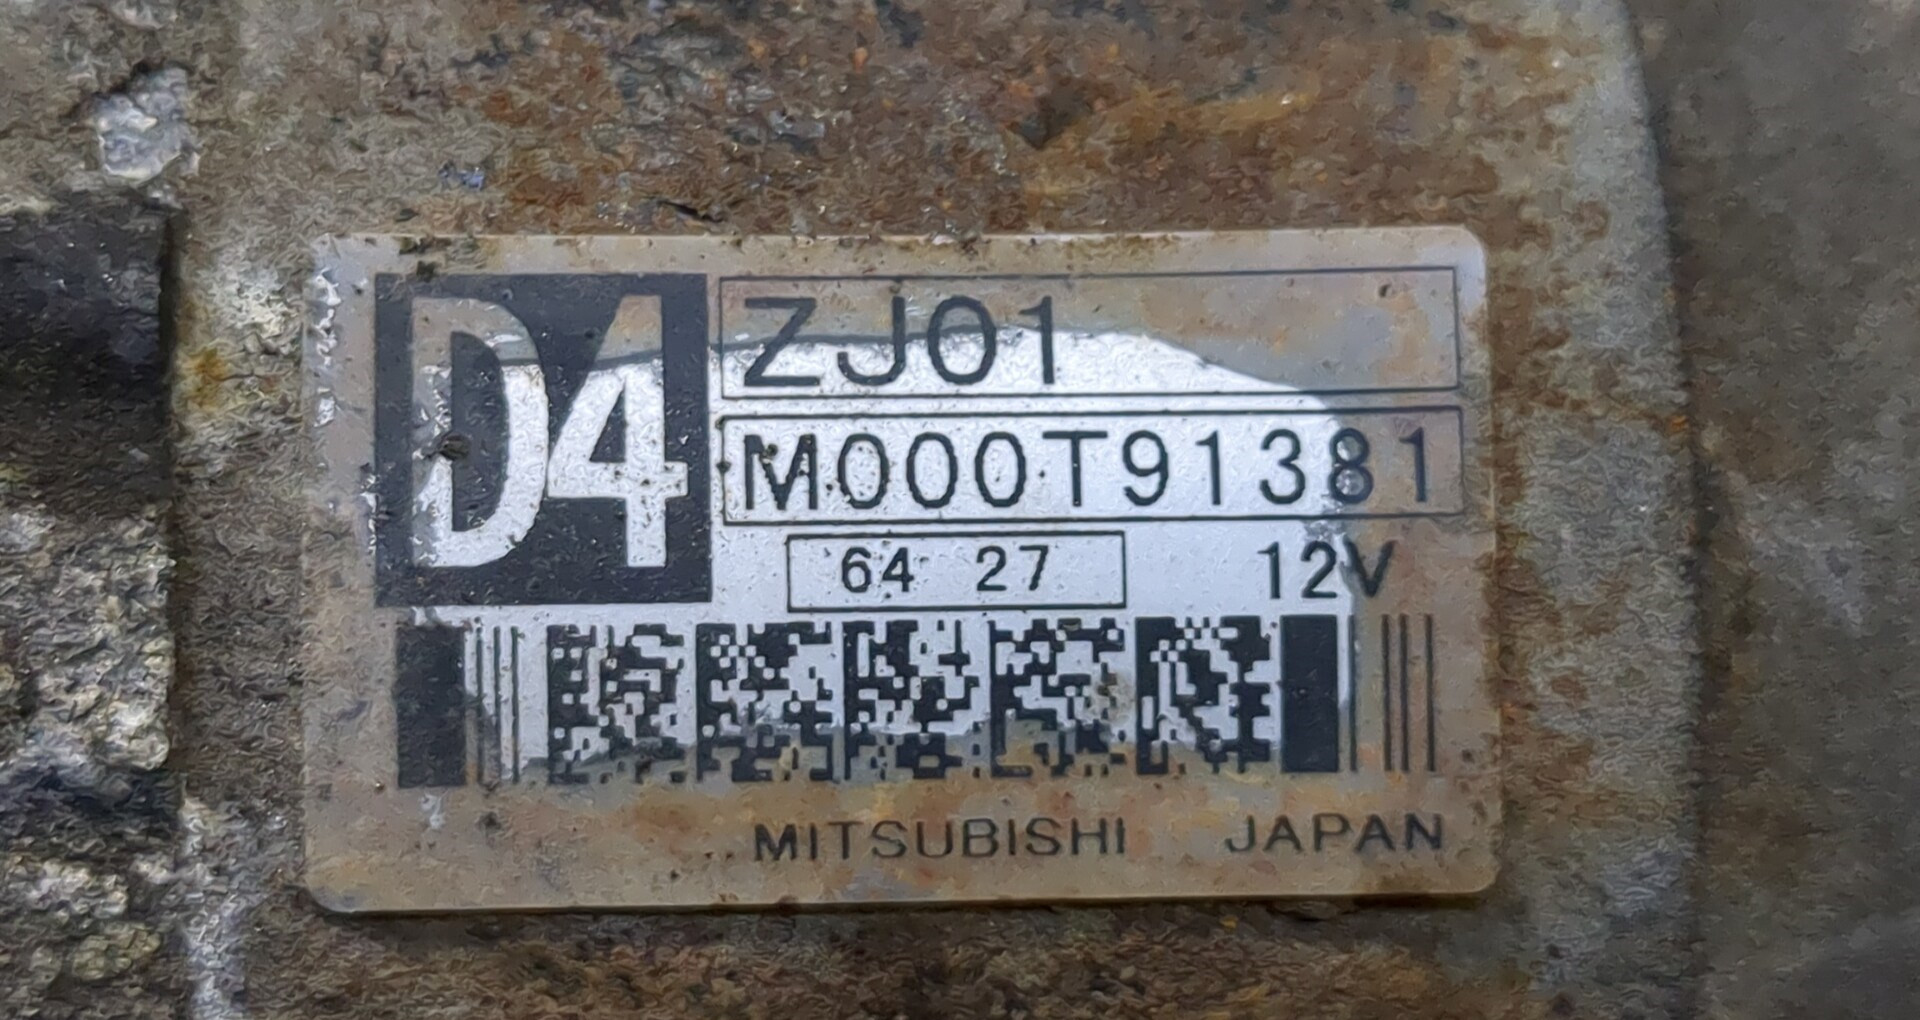 D4
ZJ01
M000T91381
64 27 12V
MITSUBISHI JAPAN